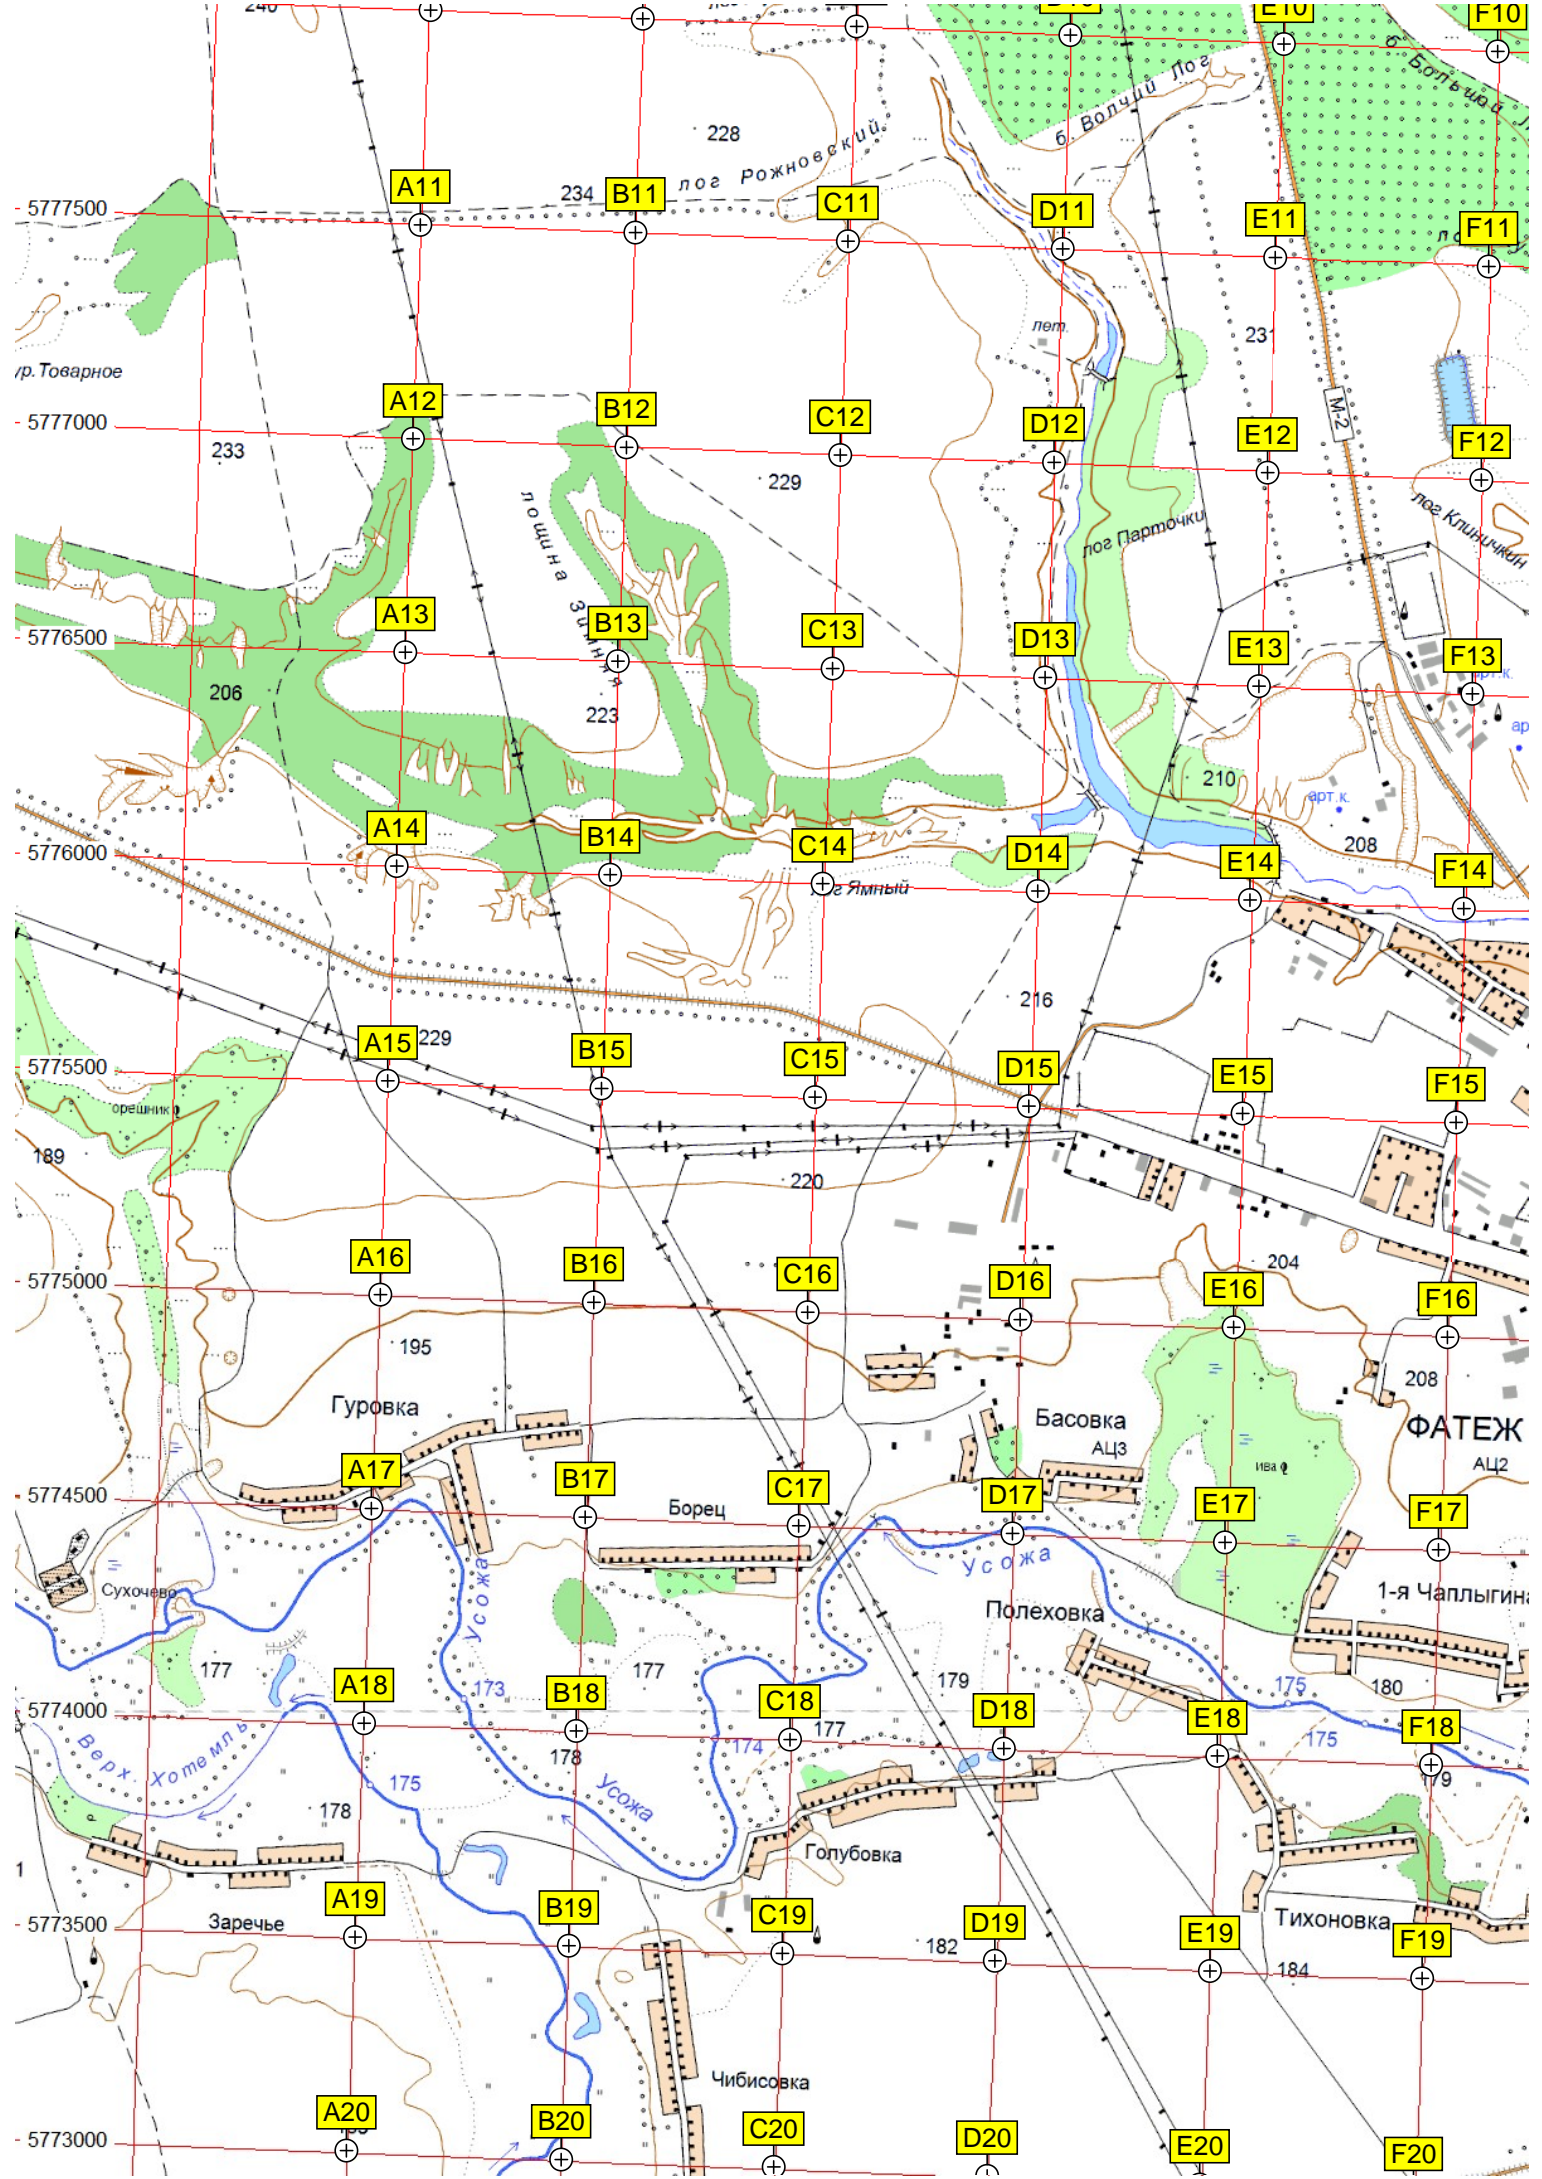 240
E10
F10
б. Большой
б. Волчий Лог
228
лог Рожновский
A11
234
B11
C11
D11
E11
F11
5777500
лет.
231
ур.Товарное
A12
B12
C12
D12
E12
F12
М-2
5777000
233
229
лощина Зимняя
лог Парточки
лог Клиничкин
A13
B13
C13
D13
E13
F13
5776500
206
223
арт.к.
210
арт.к.
208
A14
B14
C14
D14
E14
F14
5776000
лог Ямный
216
A15
229
B15
C15
D15
E15
F15
5775500
орешник
189
220
204
A16
B16
C16
D16
E16
F16
5775000
195
208
Гуровка
Басовка
АЦ3
ФАТЕЖ
АЦ2
ива
A17
B17
C17
D17
E17
F17
5774500
Борец
Усожа
Усожа
Сухочево
Полеховка
1-я Чаплыгина
177
177
179
175
180
173
A18
B18
C18
D18
E18
F18
5774000
177
174
175
178
179
Верх. Хотемль
175
Усожа
178
Голубовка
1
A19
B19
C19
D19
E19
F19
5773500
Заречье
Тихоновка
182
184
Чибисовка
A20
B20
C20
D20
E20
F20
5773000